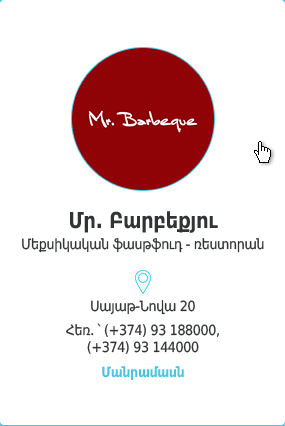 Mr. Barbeque
Մր. Բարբեքյու
Մեքսիկական ֆասթֆուդ - ռեստորան
Սայաթ-Նովա 20
Հեռ. ՝ (+374) 93 188000,
(+374) 93 144000
Մանրամասն